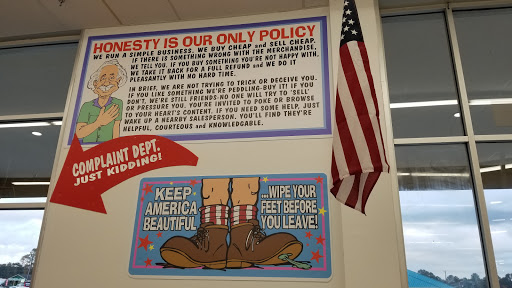 HONESTY IS OUR ONLY POLICY
WE RUN A SIMPLE BUSINESS. WE BUY CHEAP and SELL CHEAP.
IF THERE IS SOMETHING WRONG WITH THE MERCHANDISE,
WE TELL YOU. IF YOU BUY SOMETHING YOU'RE NOT HAPPY WITH,
WE TAKE IT BACK FOR A FULL REFUND and WE DO IT
PLEASANTLY WITH NO HARD TIME.
IN BRIEF, WE ARE NOT TRYING TO TRICK OR DECEIVE YOU.
IF YOU LIKE SOMETHING WE'RE PEDDLING-BUY IT! IF YOU
DON'T, WE'RE STILL FRIENDS-NO ONE WILL TRY TO 'SELL'
OR PRESSURE YOU. YOU'RE INVITED TO POKE OR BROWSE
TO YOUR HEART'S CONTENT. IF YOU NEED SOME HELP, JUST
WAKE UP A NEARBY SALESPERSON. YOU'LL FIND THEY'RE
HELPFUL, COURTEOUS and KNOWLEDGABLE.
COMPLAINT DEPT.
JUST KIDDING!
KEEP
AMERICA
BEAUTIFUL
...WIPE YOUR
FEET BEFORE
YOU LEAVE!